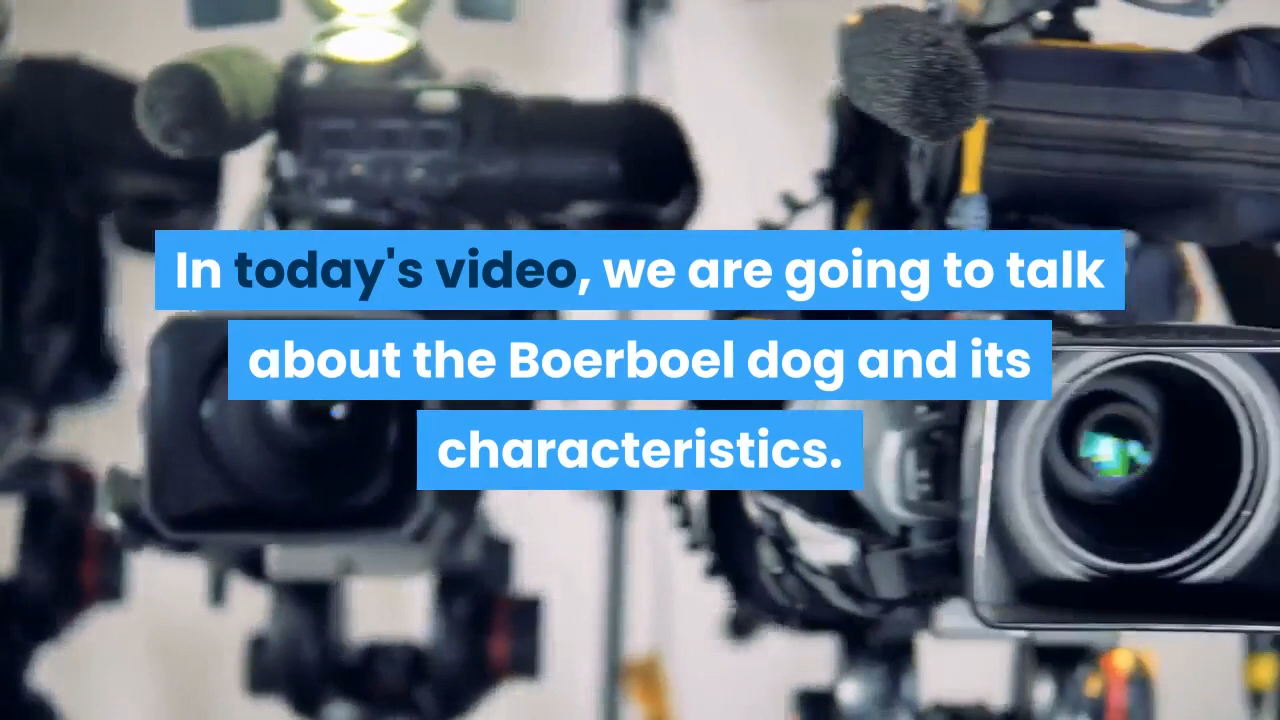 In today's video, we are going to talk
about the Boerboel dog and its
characteristics.